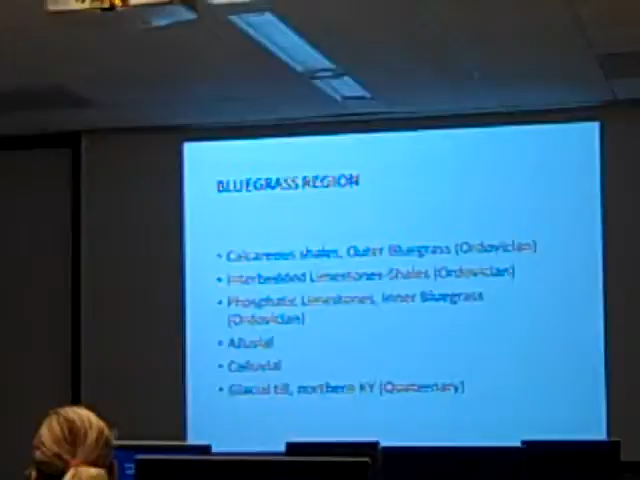 BLUEGRASS REGION
• Calcareous shales, Outer Bluegrass (Ordovician)
• Interbedded Limestones-Shales (Ordovician)
• Phosphatic Limestones, Inner Bluegrass
(Ordovician)
• Alluvial
• Colluvial
• Glacial till, northern KY (Quaternary)